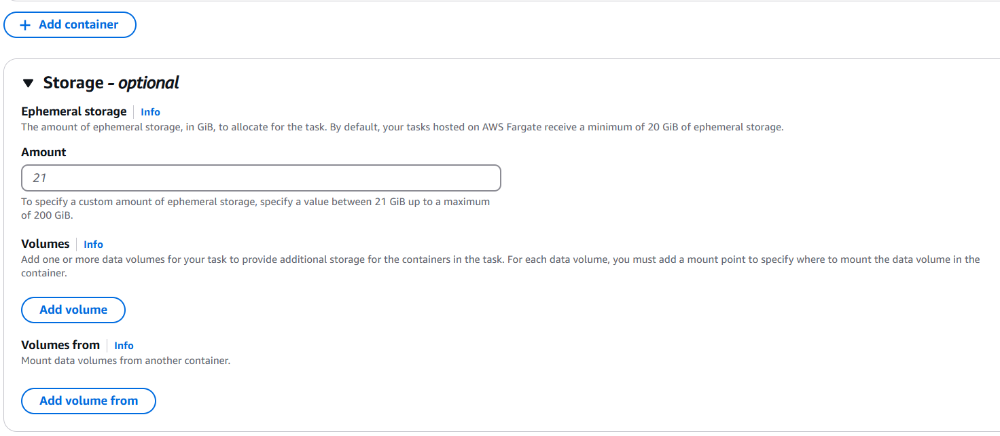 + Add container
Storage - optional
Ephemeral storage Info
The amount of ephemeral storage, in GiB, to allocate for the task. By default, your tasks hosted on AWS Fargate receive a minimum of 20 GiB of ephemeral storage.
Amount
21
To specify a custom amount of ephemeral storage, specify a value between 21 GiB up to a maximum
of 200 GiB.
Volumes Info
Add one or more data volumes for your task to provide additional storage for the containers in the task. For each data volume, you must add a mount point to specify where to mount the data volume in the
container.
Add volume
Volumes from Info
Mount data volumes from another container.
Add volume from